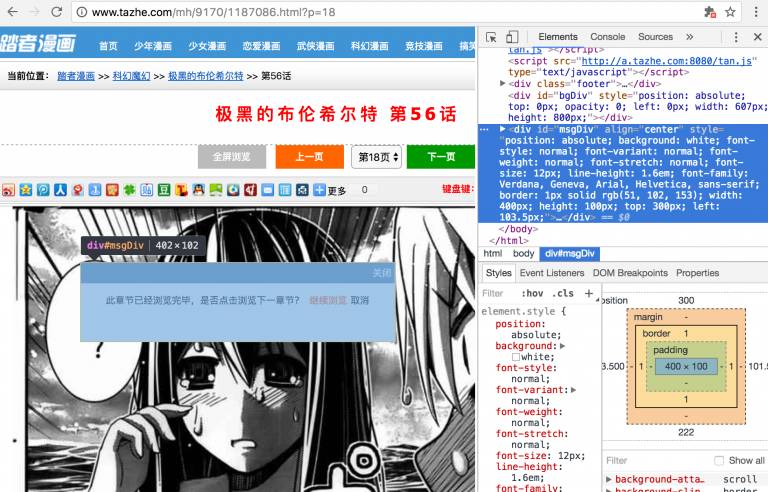 www.tazhe.com/mh/9170/1187086.html?p=18
踏者漫画 首页 少年漫画 少女漫画 恋爱漫画 武侠漫画 科幻漫画 竞技漫画 搞笑
当前位置: 踏者漫画 >> 科幻魔幻 >> 极黑的布伦希尔特 >> 第56话
极黑的布伦希尔特 第56话
全屏浏览 上一页 第18页 下一页
更多 0 键盘键:
div#msgDiv 402×102
关闭
此章节已经浏览完毕，是否点击浏览下一章节? 继续浏览 取消
?
Elements Console Sources »
tan.js"></script>
<script src="http://a.tazhe.com:8080/tan.js"
type="text/javascript"></script>
▶<div class="footer">…</div>
<div id="bgDiv" style="position: absolute;
top: 0px; opacity: 0; left: 0px; width: 607px;
height: 800px;"></div>
… ▶<div id="msgDiv" align="center" style=
"position: absolute; background: white; font-
style: normal; font-variant: normal; font-
weight: normal; font-stretch: normal; font-
size: 12px; line-height: 1.6em; font-family:
Verdana, Geneva, Arial, Helvetica, sans-serif;
border: 1px solid rgb(51, 102, 153); width:
400px; height: 100px; top: 300px; left:
103.5px;">…</div> == $0
</body>
</html>
html body div#msgDiv
Styles Event Listeners DOM Breakpoints Properties
Filter :hov .cls +
element.style {
position:
absolute;
background:▶
white;
font-style:
normal;
font-variant:▶
normal;
font-weight:
normal;
font-stretch:
normal;
font-size: 12px;
line-height:
1.6em;
font-family:
position 300
margin -
border 1
padding -
3.500 - 1 - 400 × 100 - 1 - 101.5
-
1
-
222
Filter Show all
▶ background-atta… scroll
▶ background-clip border